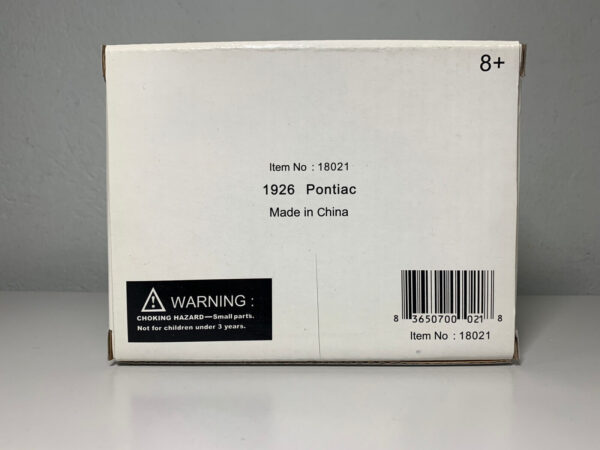 8+
Item No : 18021
1926 Pontiac
Made in China
WARNING :
CHOKING HAZARD—Small parts.
Not for children under 3 years.
8 3650700 021 8
Item No : 18021